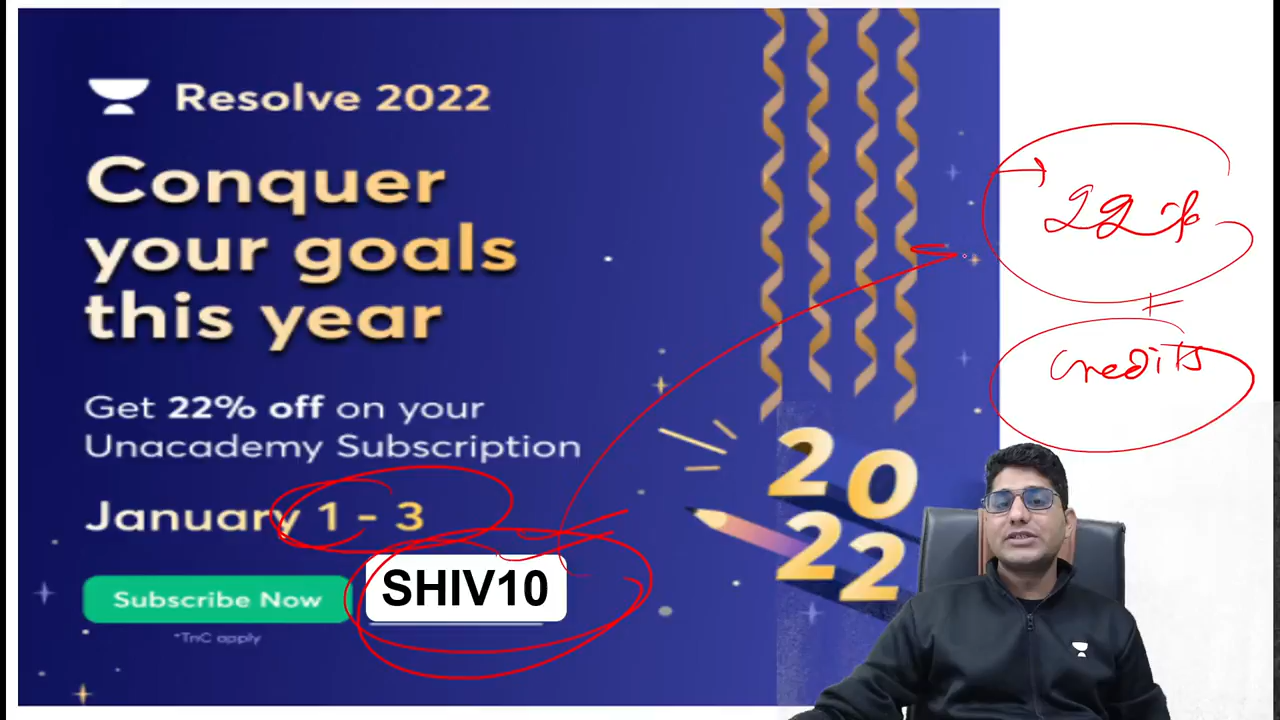 Resolve 2022
Conquer
your goals
this year
Get 22% off on your
Unacademy Subscription
January 1 - 3
Subscribe Now
SHIV10
*TnC apply
2022
22%
+
Credits